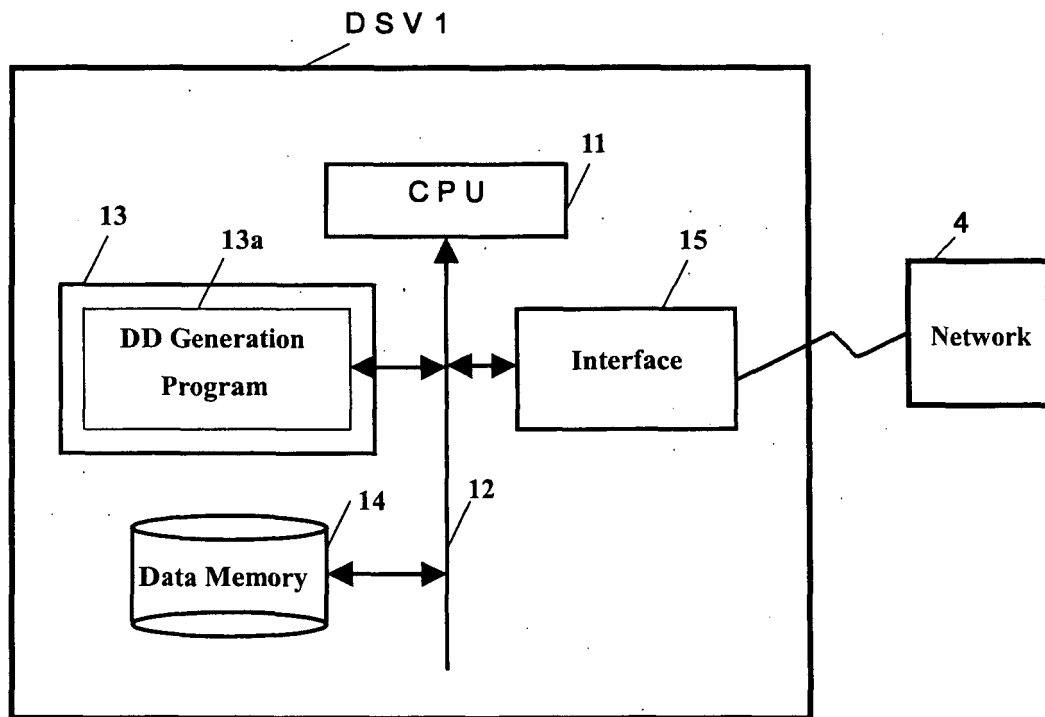 DSV1
11
CPU
13
13a
15
4
DD Generation
Program
Interface
Network
14
12
Data Memory